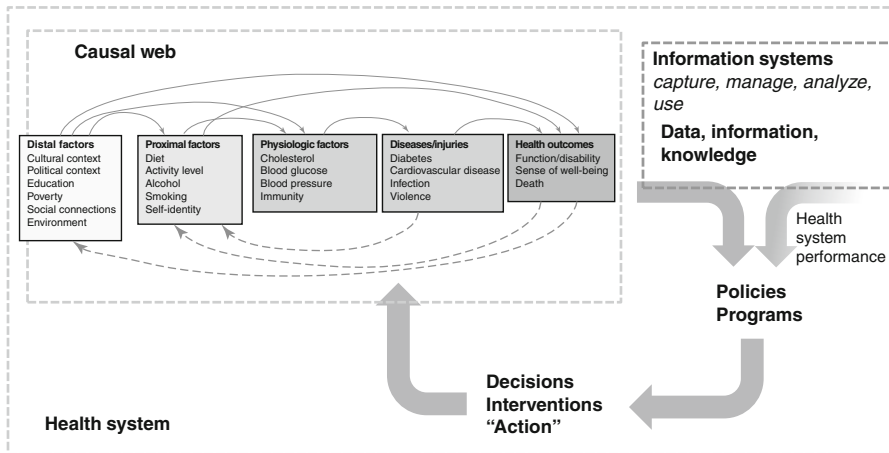 Causal web
Distal factors
Cultural context
Political context
Education
Poverty
Social connections
Environment
Proximal factors
Diet
Activity level
Alcohol
Smoking
Self-identity
Physiologic factors
Cholesterol
Blood glucose
Blood pressure
Immunity
Diseases/injuries
Diabetes
Cardiovascular disease
Infection
Violence
Health outcomes
Function/disability
Sense of well-being
Death
Information systems
capture, manage, analyze,
use
Data, information,
knowledge
Health
system
performance
Policies
Programs
Decisions
Interventions
“Action”
Health system